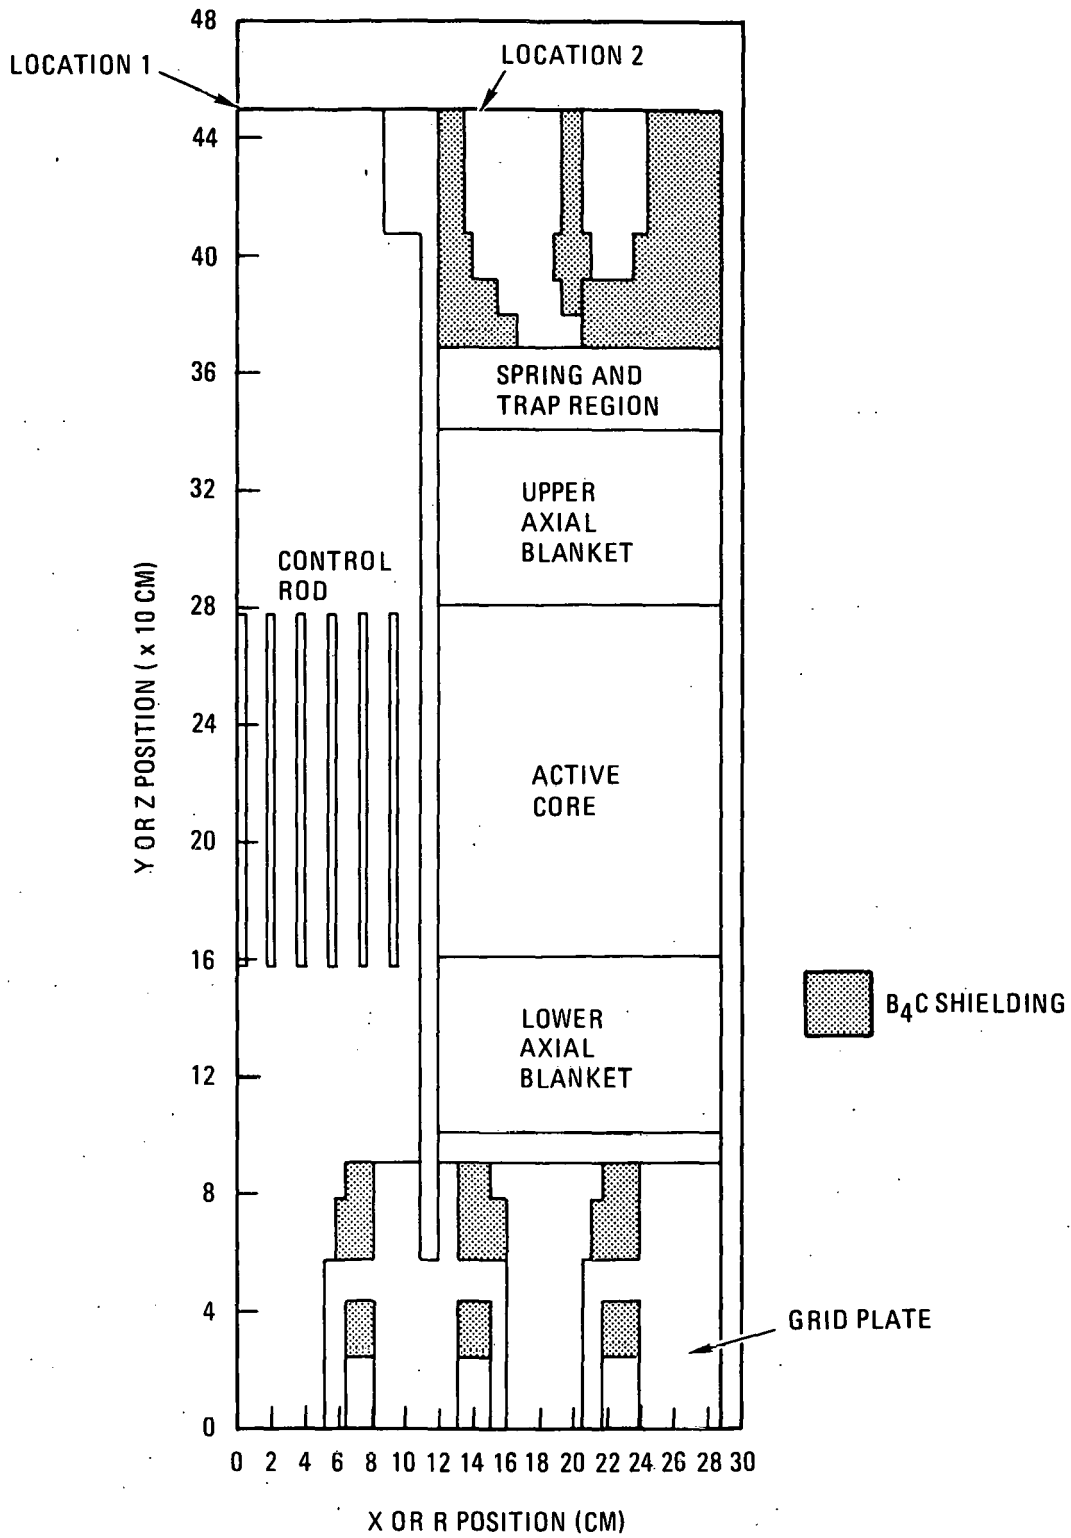 48
LOCATION 1
LOCATION 2
44
40
36
SPRING AND
TRAP REGION
32
UPPER
AXIAL
BLANKET
CONTROL
ROD
28
Y OR Z POSITION (x 10 CM)
24
ACTIVE
CORE
20
16
B4C SHIELDING
LOWER
AXIAL
BLANKET
12
8
4
GRID PLATE
0
0 2 4 6 8 10 12 14 16 18 20 22 24 26 28 30
X OR R POSITION (CM)